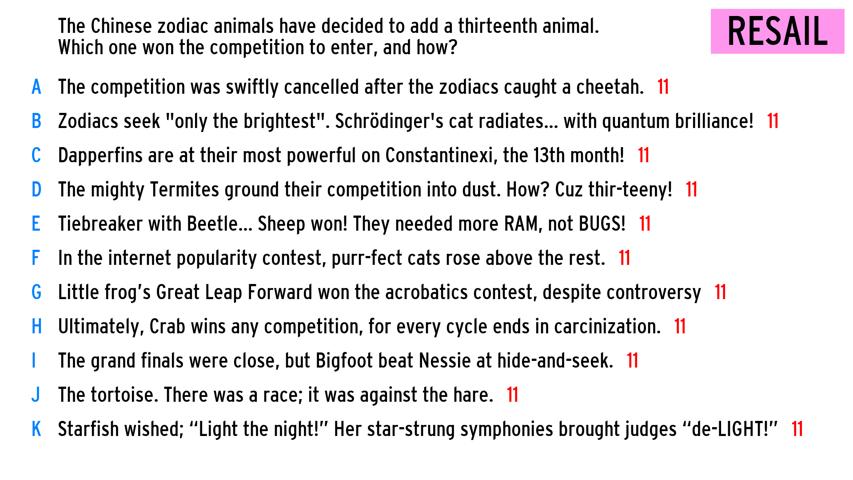 The Chinese zodiac animals have decided to add a thirteenth animal.
Which one won the competition to enter, and how?
RESAIL
A The competition was swiftly cancelled after the zodiacs caught a cheetah. 11
B Zodiacs seek "only the brightest". Schrödinger's cat radiates... with quantum brilliance! 11
C Dapperfins are at their most powerful on Constantinexi, the 13th month! 11
D The mighty Termites ground their competition into dust. How? Cuz thir-teeny! 11
E Tiebreaker with Beetle... Sheep won! They needed more RAM, not BUGS! 11
F In the internet popularity contest, purr-fect cats rose above the rest. 11
G Little frog’s Great Leap Forward won the acrobatics contest, despite controversy 11
H Ultimately, Crab wins any competition, for every cycle ends in carcinization. 11
I The grand finals were close, but Bigfoot beat Nessie at hide-and-seek. 11
J The tortoise. There was a race; it was against the hare. 11
K Starfish wished; “Light the night!” Her star-strung symphonies brought judges “de-LIGHT!” 11